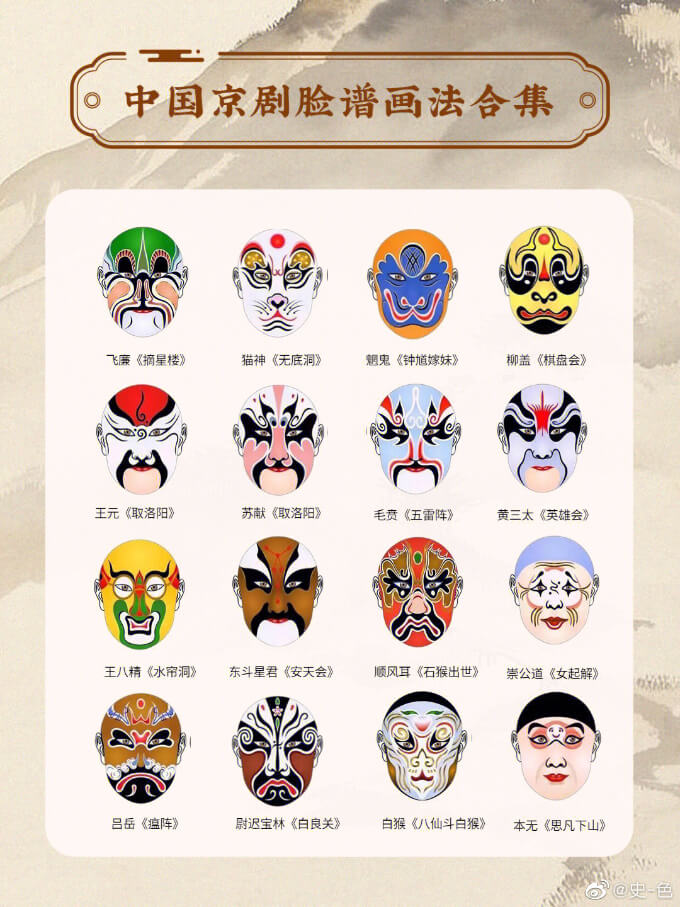 中国京剧脸谱画法合集
飞廉《摘星楼》
猫神《无底洞》
魍鬼《钟馗嫁妹》
柳盖《棋盘会》
王元《取洛阳》
苏献《取洛阳》
毛贲《五雷阵》
黄三太《英雄会》
王八精《水帘洞》
东斗星君《安天会》
顺风耳《石猴出世》
崇公道《女起解》
吕岳《瘟阵》
尉迟宝林《白良关》
白猴《八仙斗白猴》
本无《思凡下山》
@史-色